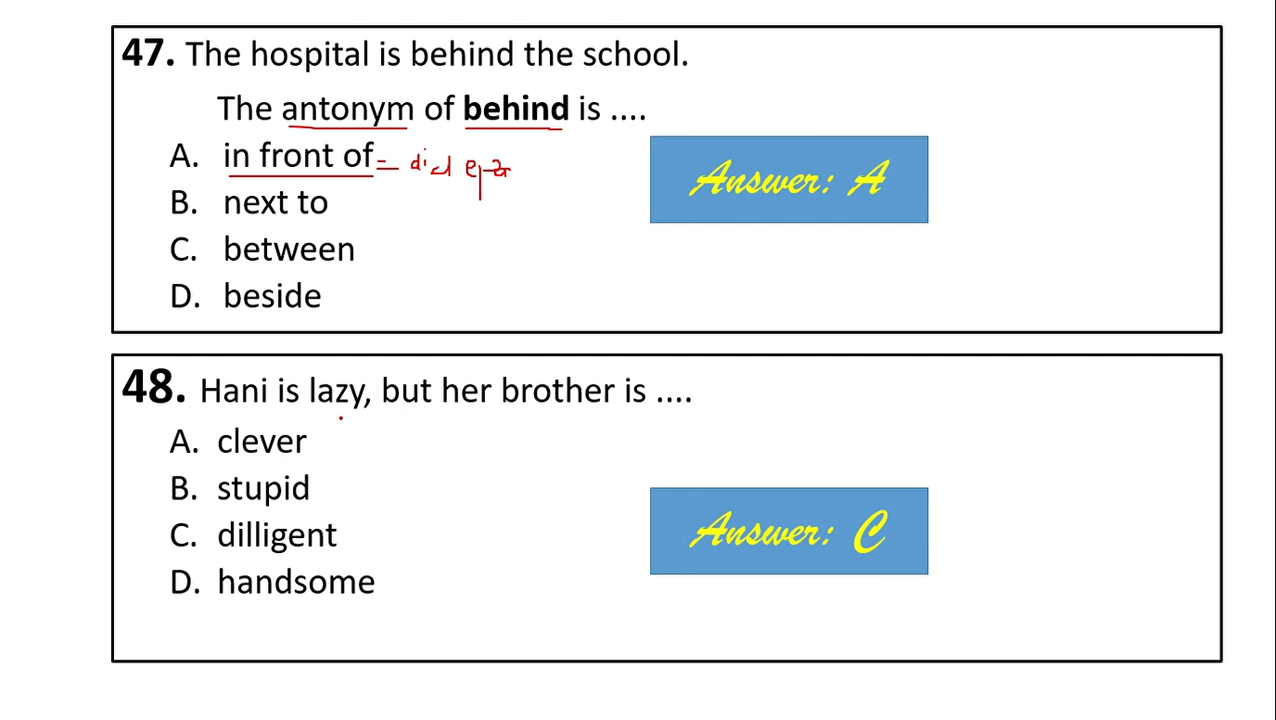 47. The hospital is behind the school.
The antonym of behind is ....
A. in front of =
B. next to
C. between
D. beside
Answer: A
48. Hani is lazy, but her brother is ....
A. clever
B. stupid
C. dilligent
D. handsome
Answer: C